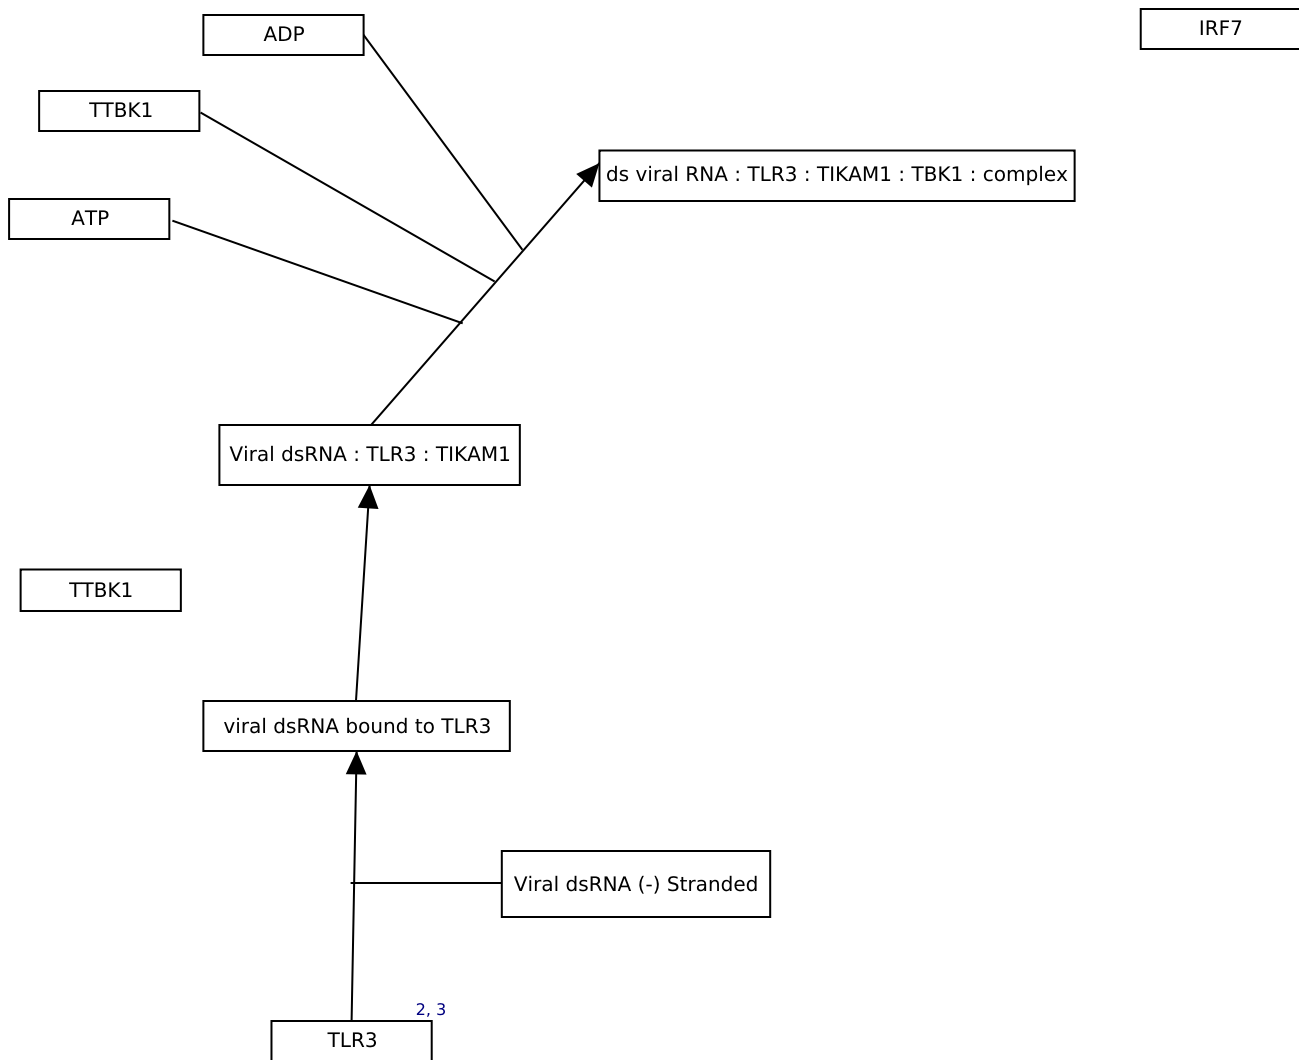 ADP
IRF7
TTBK1
ds viral RNA : TLR3 : TIKAM1 : TBK1 : complex
ATP
Viral dsRNA : TLR3 : TIKAM1
TTBK1
viral dsRNA bound to TLR3
Viral dsRNA (-) Stranded
2, 3
TLR3